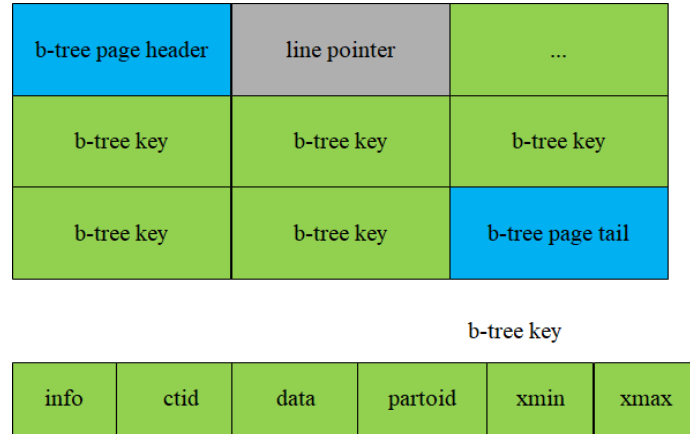 b-tree page header line pointer ...
b-tree key b-tree key b-tree key
b-tree key b-tree key b-tree page tail
b-tree key
info ctid data partoid xmin xmax